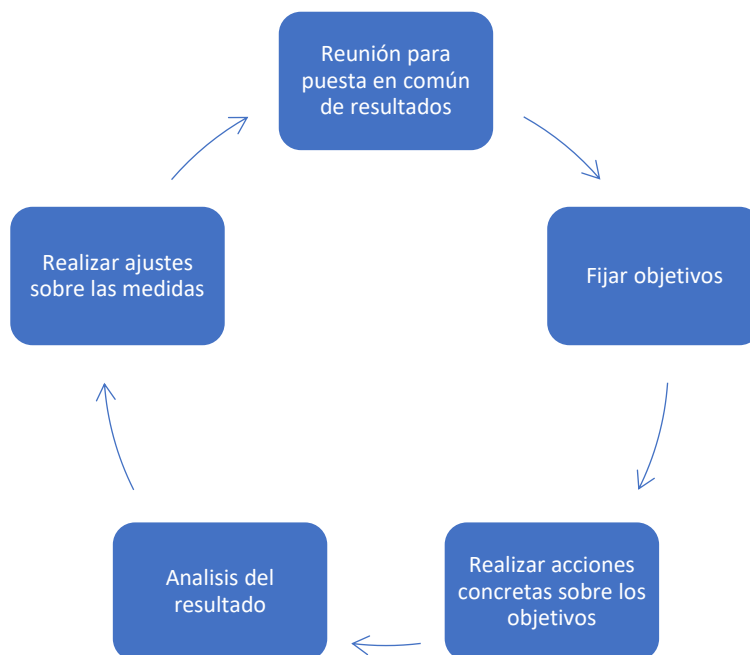 Reunión para
puesta en común
de resultados
Fijar objetivos
Realizar acciones
concretas sobre los
objetivos
Analisis del
resultado
Realizar ajustes
sobre las medidas